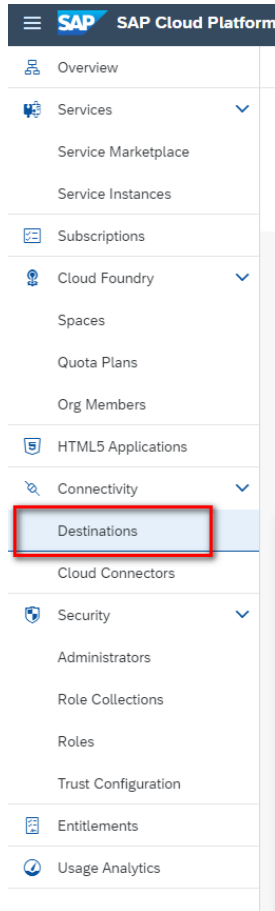 SAP SAP Cloud Platform
Overview
Services
Service Marketplace
Service Instances
Subscriptions
Cloud Foundry
Spaces
Quota Plans
Org Members
5 HTML5 Applications
Connectivity
Destinations
Cloud Connectors
Security
Administrators
Role Collections
Roles
Trust Configuration
Entitlements
Usage Analytics